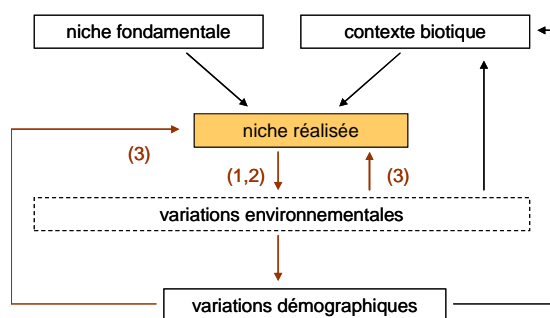 niche fondamentale
contexte biotique
niche réalisée
(3)
(1,2)
(3)
variations environnementales
variations démographiques